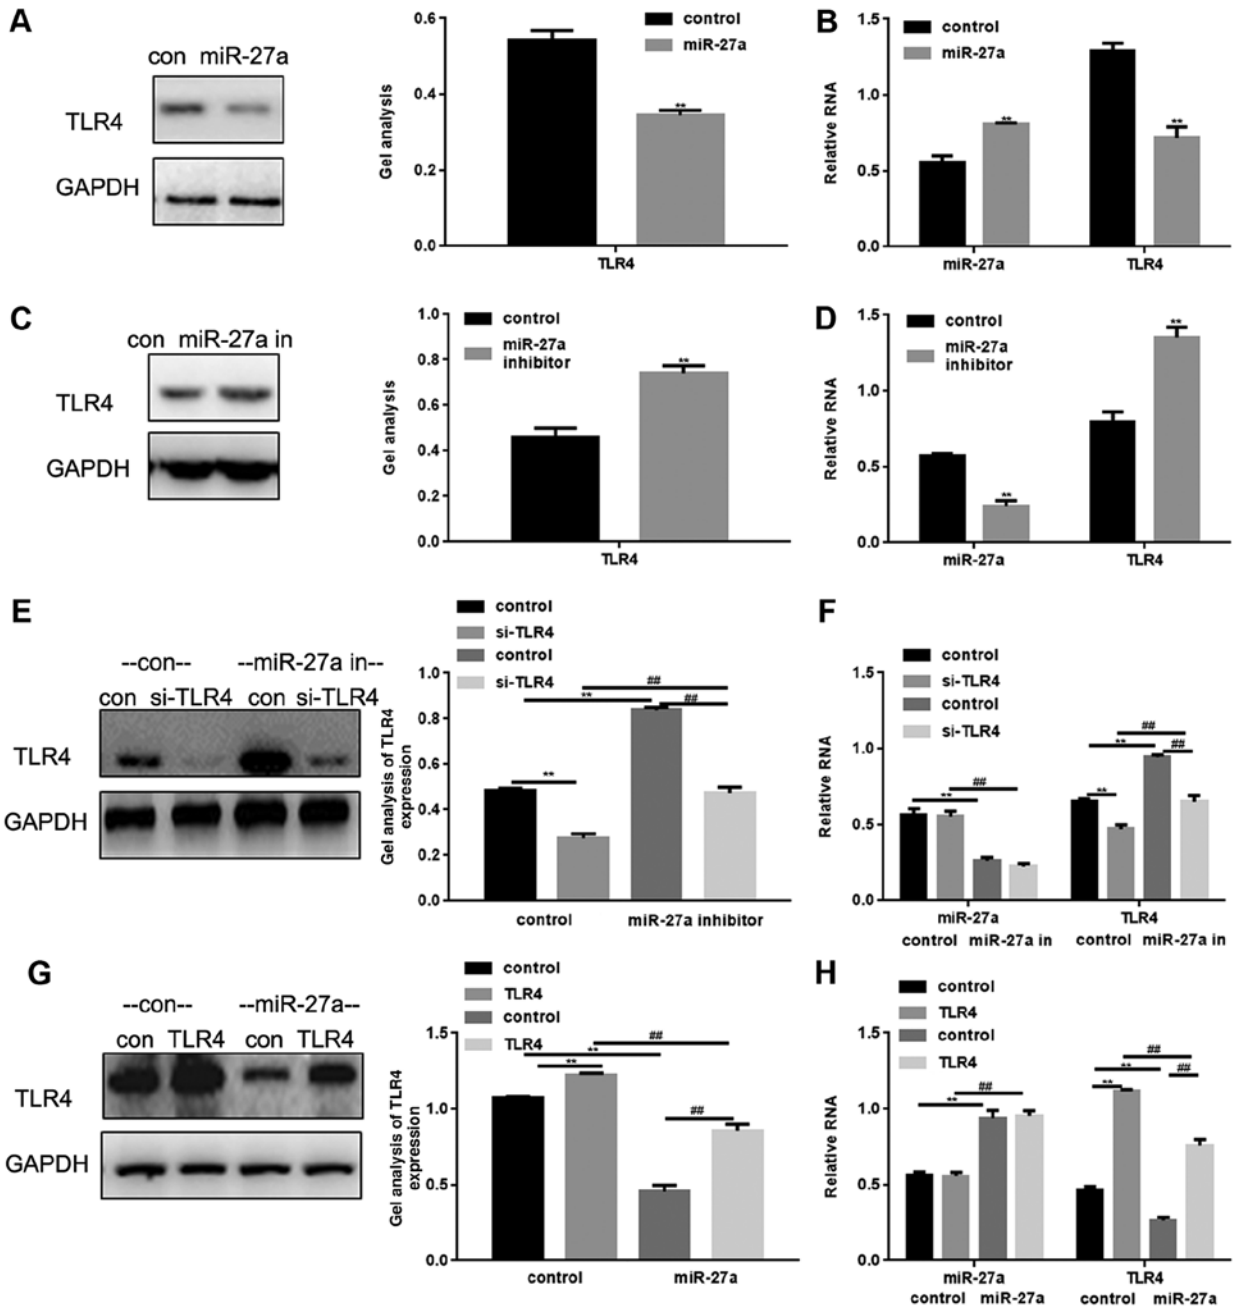 A
con miR-27a
TLR4
GAPDH
0.6
0.4
0.2
0.0
Gel analysis
control
miR-27a
**
TLR4
B
1.5
1.0
0.5
0.0
Relative RNA
control
miR-27a
**
**
miR-27a TLR4
C
con miR-27a in
TLR4
GAPDH
1.0
0.8
0.6
0.4
0.2
0.0
Gel analysis
control
miR-27a
inhibitor
**
TLR4
D
1.5
1.0
0.5
0.0
Relative RNA
control
miR-27a
inhibitor
**
**
miR-27a TLR4
E
--con-- --miR-27a in--
con si-TLR4 con si-TLR4
TLR4
GAPDH
control
si-TLR4
control
si-TLR4
1.0
0.8
0.6
0.4
0.2
0.0
Gel analysis of TLR4
expression
##
**
##
**
control miR-27a inhibitor
F
control
si-TLR4
control
si-TLR4
1.5
1.0
0.5
0.0
Relative RNA
##
**
##
**
##
**
miR-27a TLR4
control miR-27a in control miR-27a in
G
--con-- --miR-27a--
con TLR4 con TLR4
TLR4
GAPDH
control
TLR4
control
TLR4
1.5
1.0
0.5
0.0
Gel analysis of TLR4
expression
##
**
**
##
control miR-27a
H
control
TLR4
control
TLR4
1.5
1.0
0.5
0.0
Relative RNA
##
**
##
**
##
**
miR-27a TLR4
control miR-27a control miR-27a